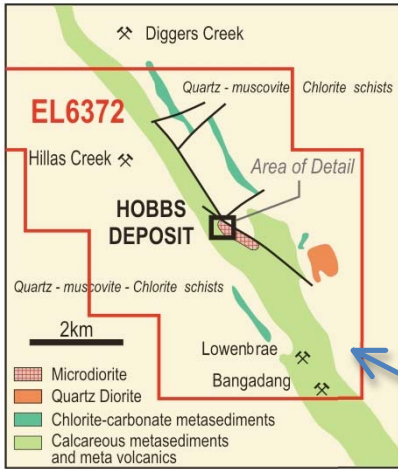 Diggers Creek
Quartz - muscovite Chlorite schists
EL6372
Hillas Creek
Area of Detail
HOBBS
DEPOSIT
Quartz - muscovite - Chlorite schists
2km
Lowenbrae
Bangadang
Microdiorite
Quartz Diorite
Chlorite-carbonate metasediments
Calcareous metasediments
and meta volcanics